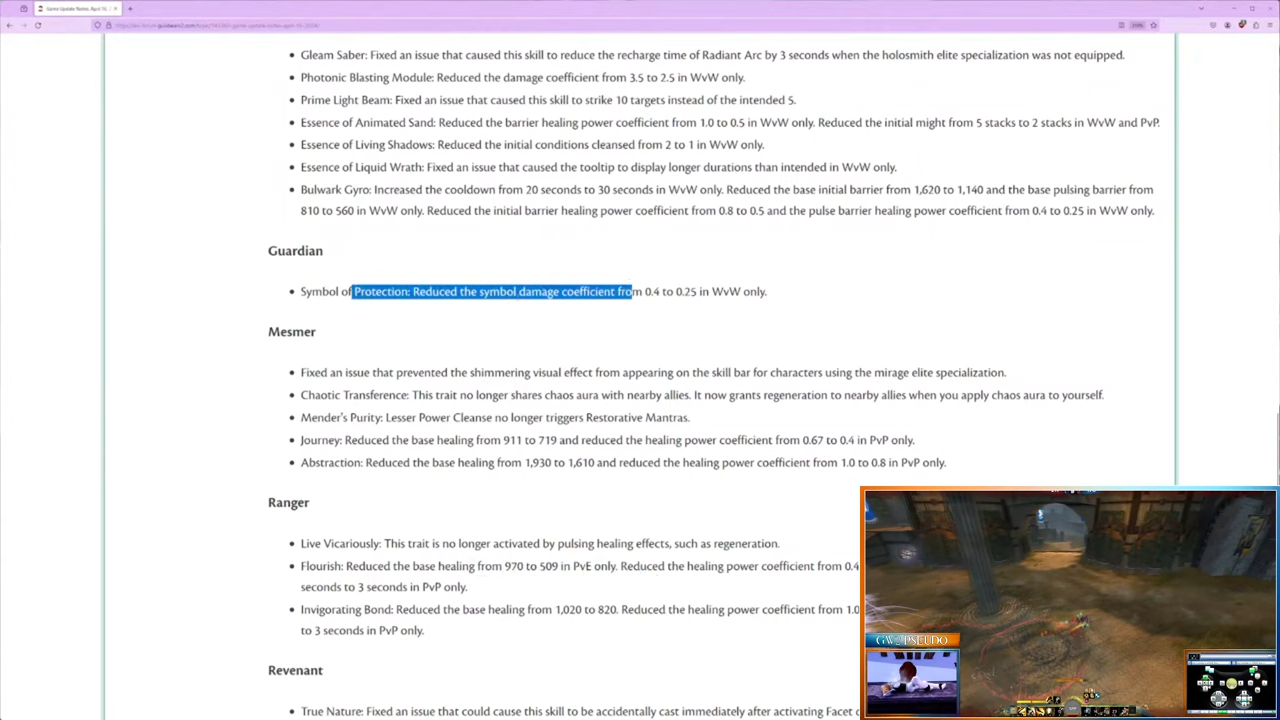 Game Update Notes: April 16,
• Gleam Saber: Fixed an issue that caused this skill to reduce the recharge time of Radiant Arc by 3 seconds when the holosmith elite specialization was not equipped.
• Photonic Blasting Module: Reduced the damage coefficient from 3.5 to 2.5 in WvW only.
• Prime Light Beam: Fixed an issue that caused this skill to strike 10 targets instead of the intended 5.
• Essence of Animated Sand: Reduced the barrier healing power coefficient from 1.0 to 0.5 in WvW only. Reduced the initial might from 5 stacks to 2 stacks in WvW and PvP.
• Essence of Living Shadows: Reduced the initial conditions cleansed from 2 to 1 in WvW only.
• Essence of Liquid Wrath: Fixed an issue that caused the tooltip to display longer durations than intended in WvW only.
• Bulwark Gyro: Increased the cooldown from 20 seconds to 30 seconds in WvW only. Reduced the base initial barrier from 1,620 to 1,140 and the base pulsing barrier from
810 to 560 in WvW only. Reduced the initial barrier healing power coefficient from 0.8 to 0.5 and the pulse barrier healing power coefficient from 0.4 to 0.25 in WvW only.
Guardian
• Symbol of Protection: Reduced the symbol damage coefficient from 0.4 to 0.25 in WvW only.
Mesmer
• Fixed an issue that prevented the shimmering visual effect from appearing on the skill bar for characters using the mirage elite specialization.
• Chaotic Transference: This trait no longer shares chaos aura with nearby allies. It now grants regeneration to nearby allies when you apply chaos aura to yourself.
• Mender's Purity: Lesser Power Cleanse no longer triggers Restorative Mantras.
• Journey: Reduced the base healing from 911 to 719 and reduced the healing power coefficient from 0.67 to 0.4 in PvP only.
• Abstraction: Reduced the base healing from 1,930 to 1,610 and reduced the healing power coefficient from 1.0 to 0.8 in PvP only.
Ranger
• Live Vicariously: This trait is no longer activated by pulsing healing effects, such as regeneration.
• Flourish: Reduced the base healing from 970 to 509 in PvE only. Reduced the healing power coefficient from 0.4
seconds to 3 seconds in PvP only.
• Invigorating Bond: Reduced the base healing from 1,020 to 820. Reduced the healing power coefficient from 1.0
to 3 seconds in PvP only.
Revenant
• True Nature: Fixed an issue that could cause this skill to be accidentally cast immediately after activating Facet o
GW2 PSEUDO